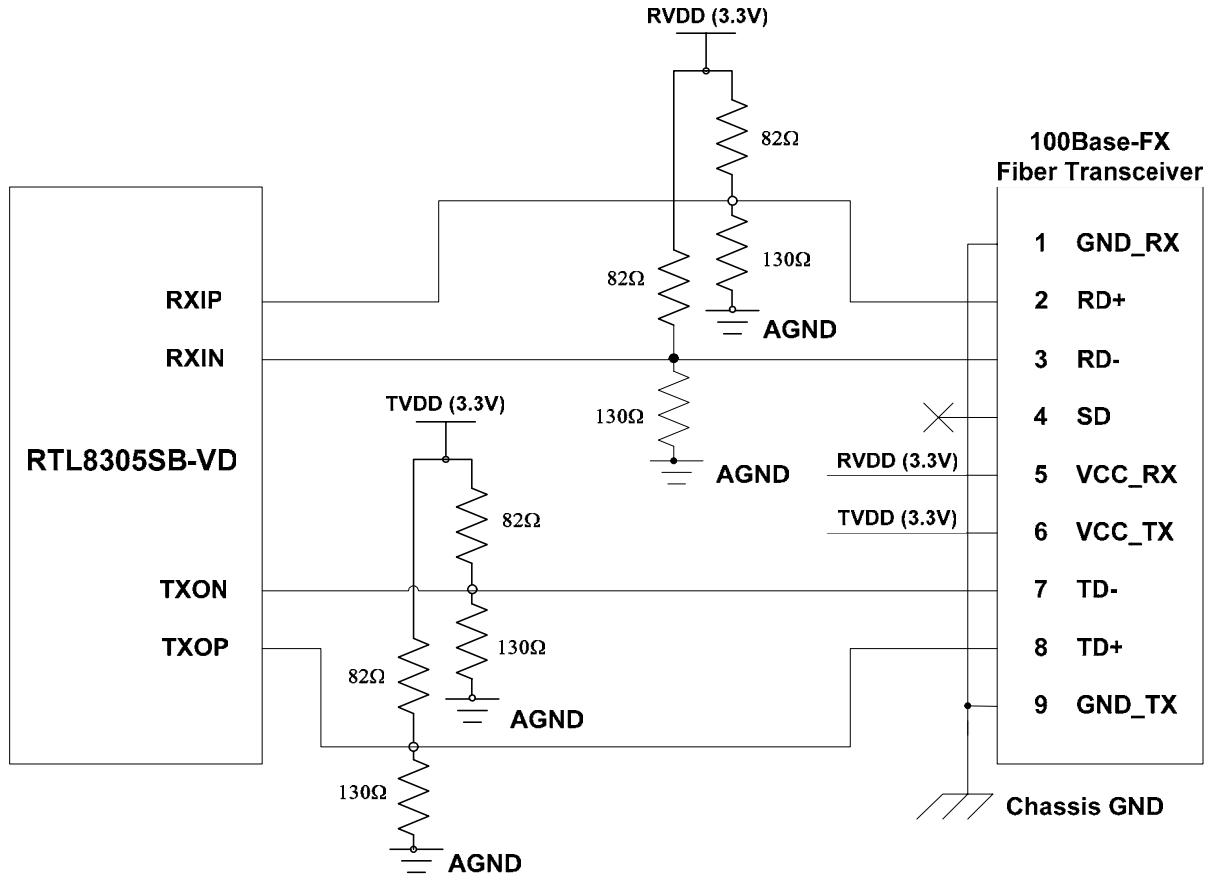 RVDD (3.3V)
82Ω
100Base-FX
Fiber Transceiver
1 GND_RX
130Ω
82Ω
RXIP
2 RD+
AGND
RXIN
3 RD-
TVDD (3.3V)
130Ω
4 SD
RTL8305SB-VD
RVDD (3.3V)
AGND
5 VCC_RX
82Ω
TVDD (3.3V)
6 VCC_TX
TXON
7 TD-
TXOP
130Ω
8 TD+
82Ω
9 GND_TX
AGND
130Ω
Chassis GND
AGND